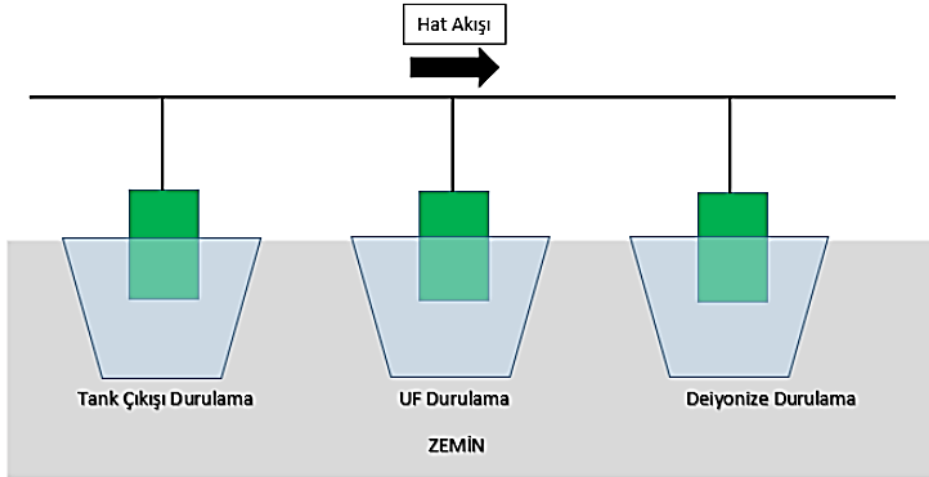 Hat Akışı
Tank Çıkışı Durulama
UF Durulama
Deiyonize Durulama
ZEMİN